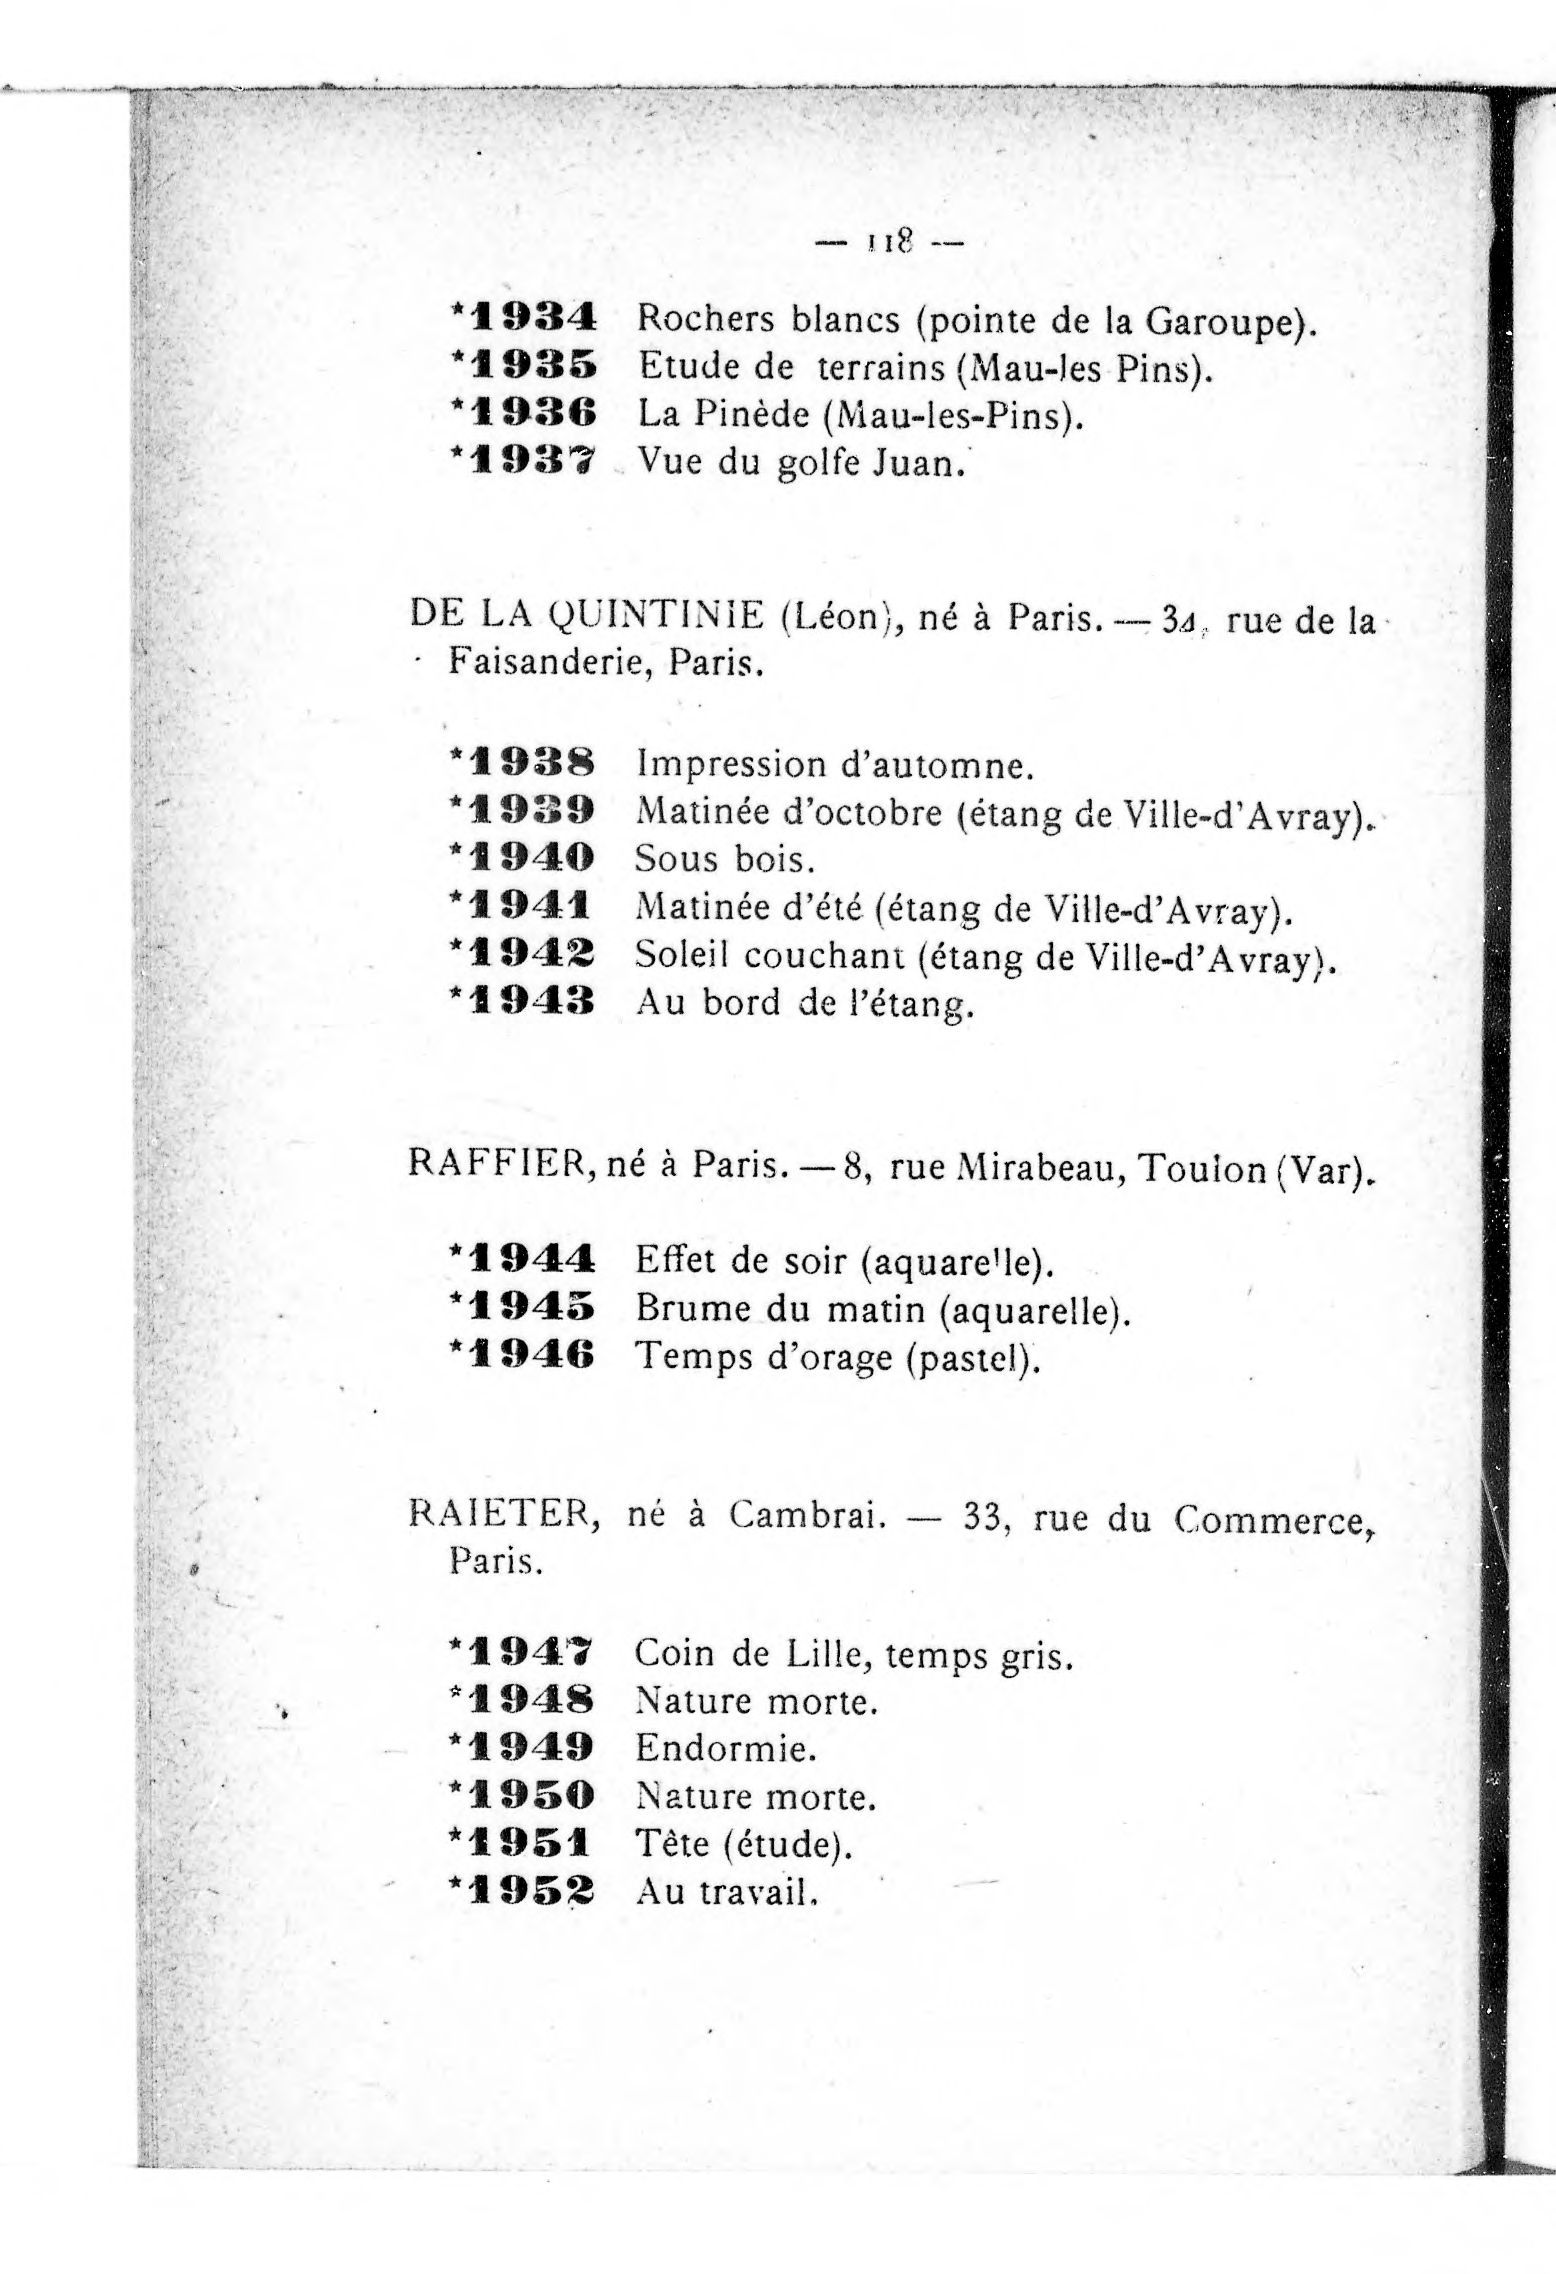 — 118 —
*1934 Rochers blancs (pointe de la Garoupe).
*1935 Etude de terrains (Mau-les Pins).
*1936 La Pinède (Mau-les-Pins).
*1937 Vue du golfe Juan.
DE LA QUINTINIE (Léon), né à Paris. — rue de la
Faisanderie, Paris.
*1938 Impression d'automne.
*1939 Matinée d'octobre (étang de Ville-d'Avray).
*1940 Sous bois.
*1941 Matinée d'été (étang de Ville-d'Avray).
*1942 Soleil couchant (étang de Ville-d'Avray).
*1943 Au bord de l'étang.
RAFFIER, né à Paris. — 8, rue Mirabeau, Toulon (Var).
*1944 Effet de soir (aquarelle).
*1945 Brume du matin (aquarelle).
*1946 Temps d'orage (pastel).
RAIETER, né à Cambrai. — 33, rue du Commerce,
Paris.
*1947 Coin de Lille, temps gris.
*1948 Nature morte.
*1949 Endormie.
*1950 Nature morte.
*1951 Tête (étude).
*1952 Au travail.